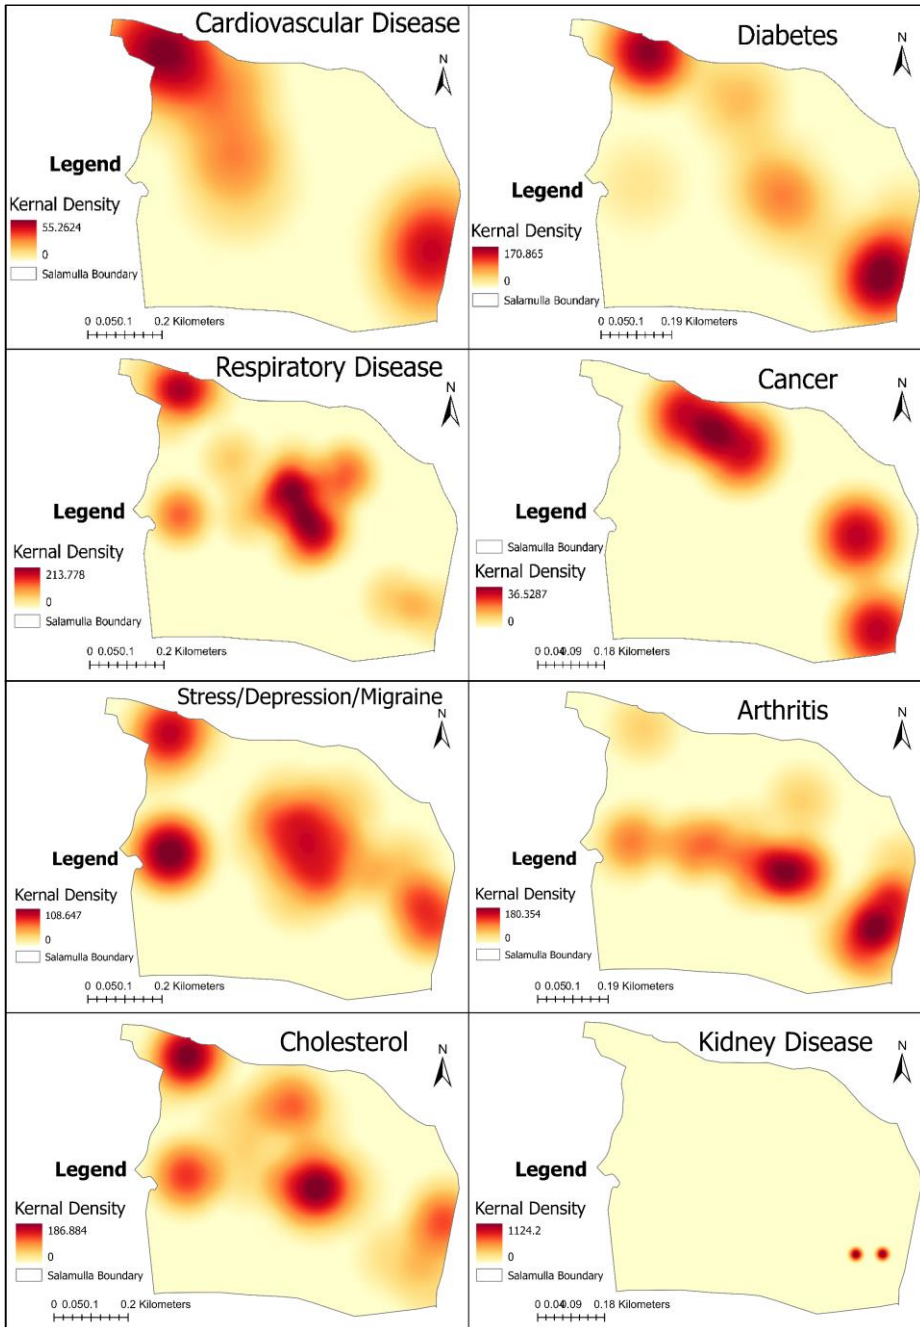 Cardiovascular Disease
N
Legend
Kernal Density
55.2624
0
Salamulla Boundary
0 0.050.1 0.2 Kilometers
Diabetes
N
Legend
Kernal Density
170.865
0
Salamulla Boundary
0 0.050.1 0.19 Kilometers
Respiratory Disease
N
Legend
Kernal Density
213.778
0
Salamulla Boundary
0 0.050.1 0.2 Kilometers
Cancer
N
Legend
Salamulla Boundary
Kernal Density
36.5287
0
0 0.04 0.09 0.18 Kilometers
Stress/Depression/Migraine
N
Legend
Kernal Density
108.647
0
Salamulla Boundary
0 0.050.1 0.2 Kilometers
Arthritis
N
Legend
Kernal Density
180.354
0
Salamulla Boundary
0 0.050.1 0.19 Kilometers
Cholesterol
N
Legend
Kernal Density
186.884
0
Salamulla Boundary
0 0.050.1 0.2 Kilometers
Kidney Disease
N
Legend
Kernal Density
1124.2
0
Salamulla Boundary
0 0.04 0.09 0.18 Kilometers